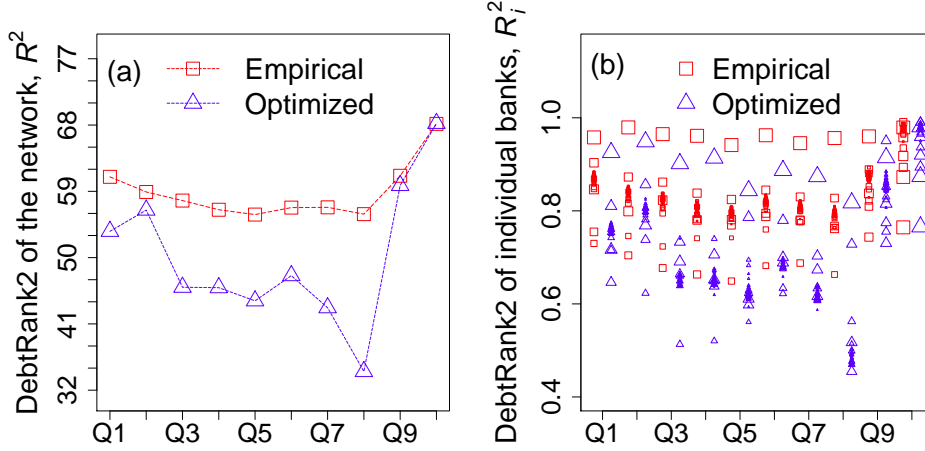 (a)
Empirical
Optimized
DebtRank2 of the network, R²
77
68
59
50
41
32
Q1 Q3 Q5 Q7 Q9
(b)
Empirical
Optimized
DebtRank2 of individual banks, Rᵢ²
1.0
0.8
0.6
0.4
Q1 Q3 Q5 Q7 Q9